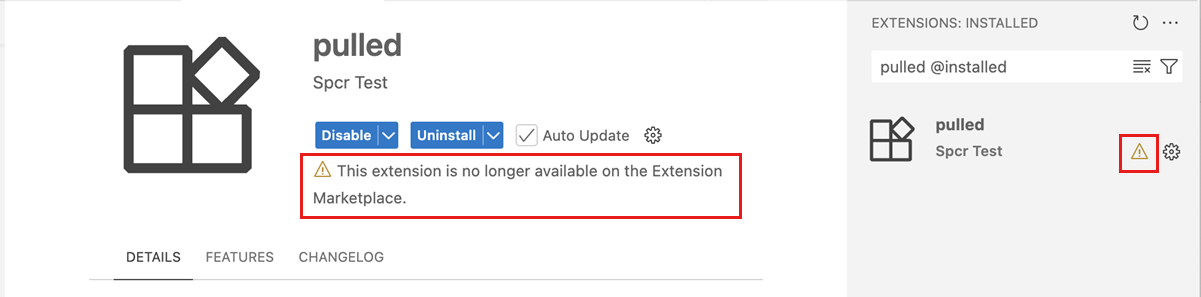 pulled
Spcr Test
Disable
Uninstall
Auto Update
This extension is no longer available on the Extension
Marketplace.
DETAILS
FEATURES
CHANGELOG
EXTENSIONS: INSTALLED
pulled @installed
pulled
Spcr Test